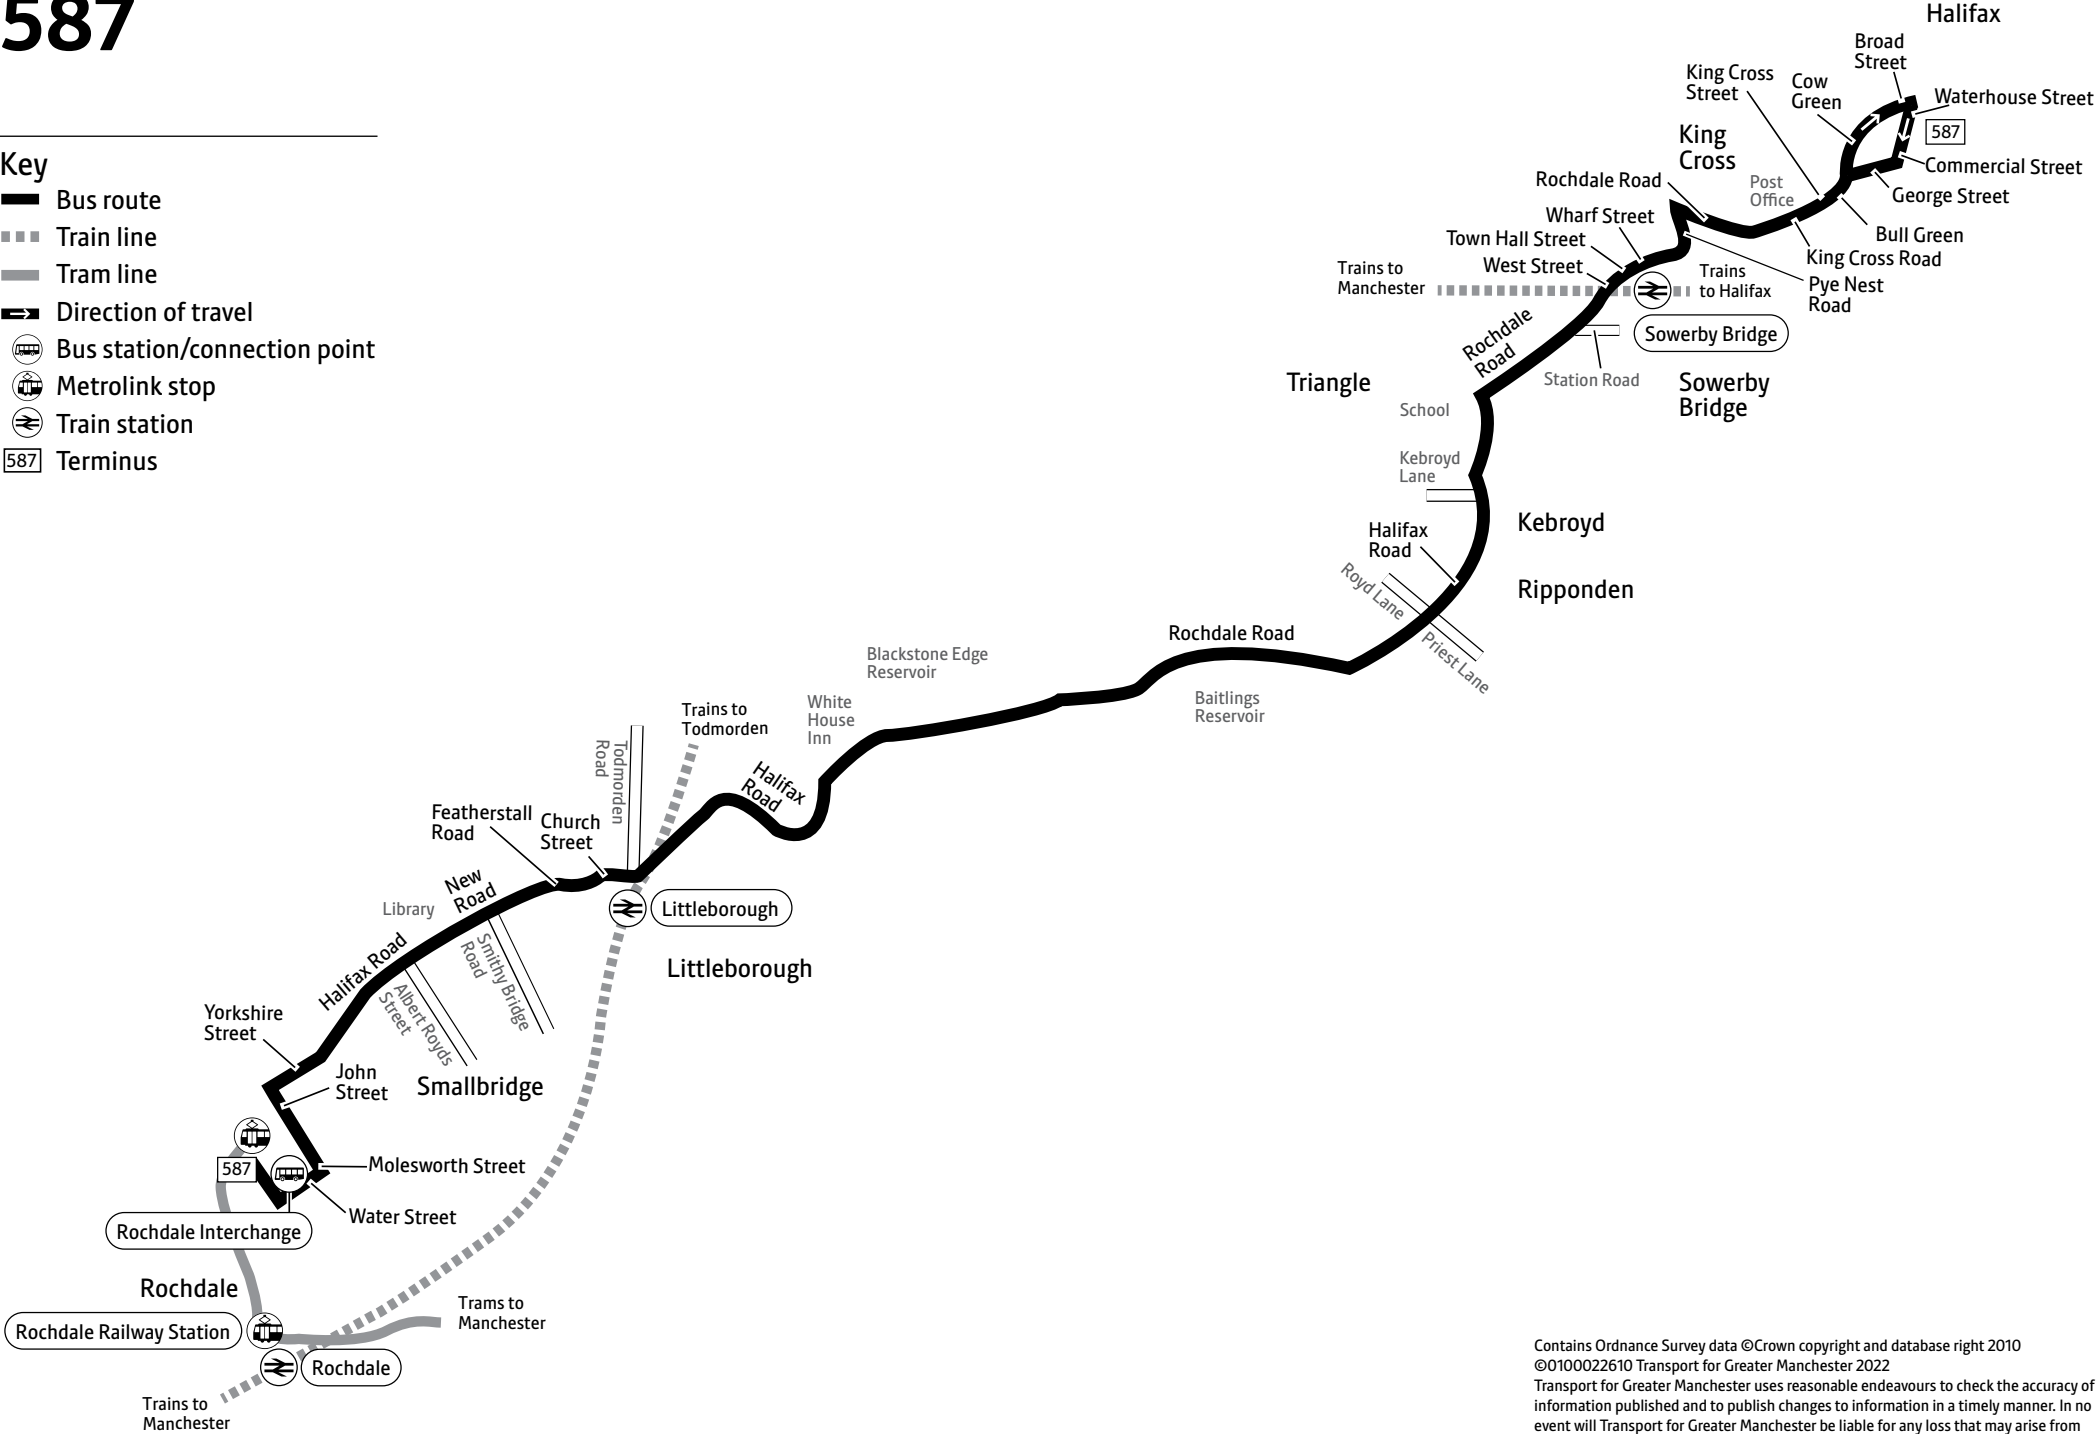 587
Key
Bus route
Train line
Tram line
Direction of travel
Bus station/connection point
Metrolink stop
Train station
587 Terminus
Halifax
Broad
Street
King Cross
Street
Cow
Green
Waterhouse Street
587
King
Cross
Commercial Street
Rochdale Road
Post
Office
George Street
Wharf Street
Bull Green
Town Hall Street
King Cross Road
West Street
Trains to
Manchester
Trains
to Halifax
Pye Nest
Road
Rochdale
Road
Sowerby Bridge
Station Road
Triangle
Sowerby
Bridge
School
Kebroyd
Lane
Kebroyd
Halifax
Road
Royd Lane
Ripponden
Priest Lane
Rochdale Road
Blackstone Edge
Reservoir
Baitlings
Reservoir
White
House
Inn
Trains to
Todmorden
Todmorden
Road
Halifax
Road
Featherstall
Road
Church
Street
New
Road
Library
Littleborough
Littleborough
Smithy Bridge
Road
Halifax Road
Albert Royds
Street
Yorkshire
Street
John
Street
Smallbridge
Molesworth Street
587
Water Street
Rochdale Interchange
Rochdale
Rochdale Railway Station
Trams to
Manchester
Rochdale
Trains to
Manchester
Contains Ordnance Survey data ©Crown copyright and database right 2010
©0100022610 Transport for Greater Manchester 2022
Transport for Greater Manchester uses reasonable endeavours to check the accuracy of
information published and to publish changes to information in a timely manner. In no
event will Transport for Greater Manchester be liable for any loss that may arise from